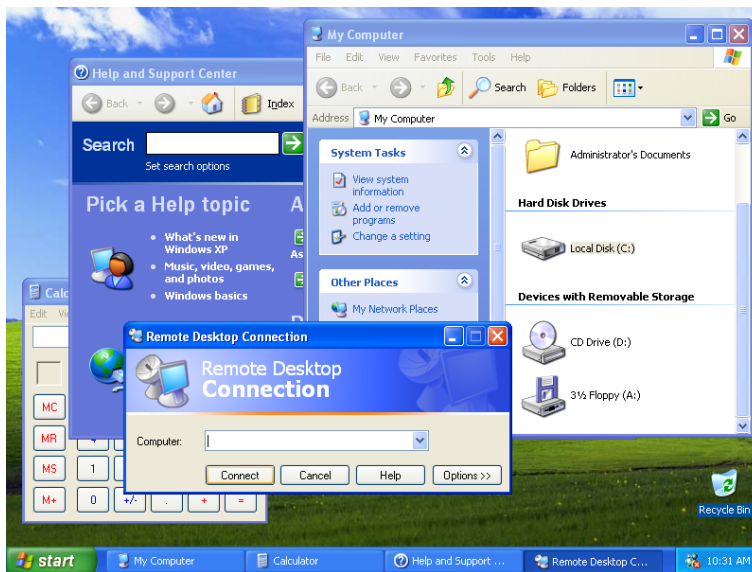 My Computer
File Edit View Favorites Tools Help
Back Search Folders
Address My Computer Go
System Tasks
View system
information
Add or remove
programs
Change a setting
Other Places
My Network Places
Administrator's Documents
Hard Disk Drives
Local Disk (C:)
Devices with Removable Storage
CD Drive (D:)
3½ Floppy (A:)
Help and Support Center
Back Index
Search
Set search options
Pick a Help topic
What's new in
Windows XP
Music, video, games,
and photos
Windows basics
A
As
Calc
Edit
MC
MR
MS 1
M+ 0 +/- . + =
Remote Desktop Connection
Remote Desktop
Connection
Computer:
Connect Cancel Help Options >>
Recycle Bin
start My Computer Calculator Help and Support ... Remote Desktop C... 10:31 AM